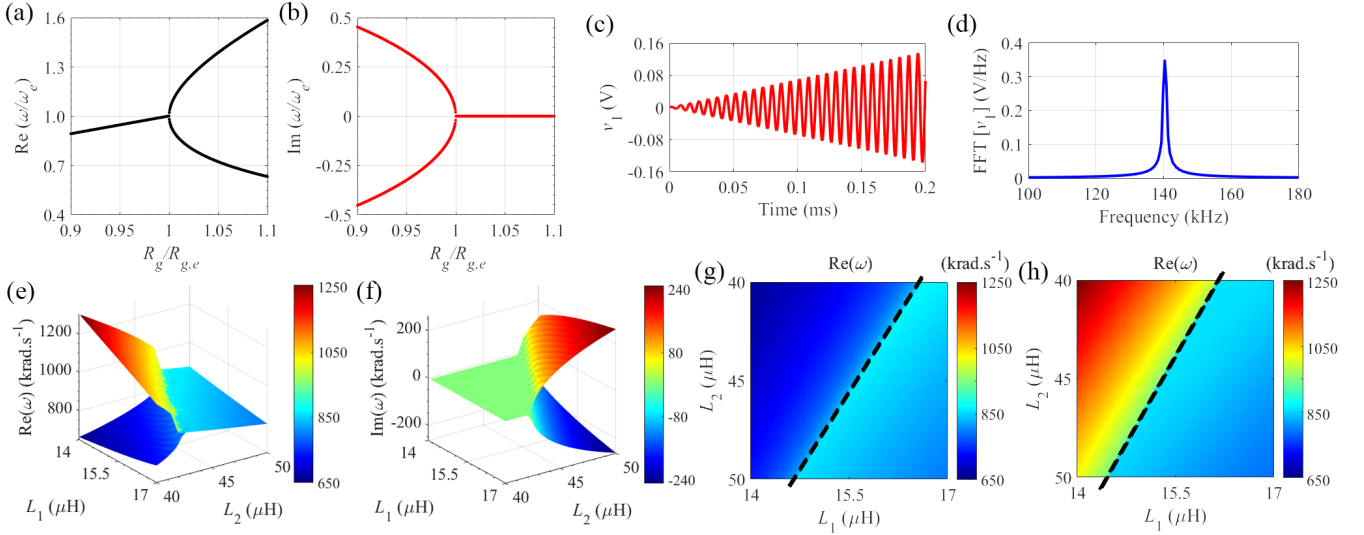 (a)
1.6
1.3
1.0
0.7
0.4
Re (ω/ω_e)
0.9
0.95
1
1.05
1.1
R_g/R_g.e
(b)
0.5
0.25
0
-0.25
-0.5
Im (ω/ω_e)
0.9
0.95
1
1.05
1.1
R_g/R_g.e
(c)
0.16
0.08
0
-0.08
-0.16
v_1 (V)
0
0.05
0.1
0.15
0.2
Time (ms)
(d)
0.4
0.3
0.2
0.1
0
FFT [v_1] (V/Hz)
100
120
140
160
180
Frequency (kHz)
(e)
1200
1000
800
Re(ω) (krad.s⁻¹)
14
15.5
17
L_1 (μH)
40
45
50
L_2 (μH)
1250
1050
850
650
(f)
200
0
-200
Im(ω) (krad.s⁻¹)
14
15.5
17
L_1 (μH)
40
45
50
L_2 (μH)
240
80
-80
-240
(g)
Re(ω)
(krad.s⁻¹)
40
45
50
L_2 (μH)
14
15.5
17
L_1 (μH)
1250
1050
850
650
(h)
Re(ω)
(krad.s⁻¹)
40
45
50
L_2 (μH)
14
15.5
17
L_1 (μH)
1250
1050
850
650